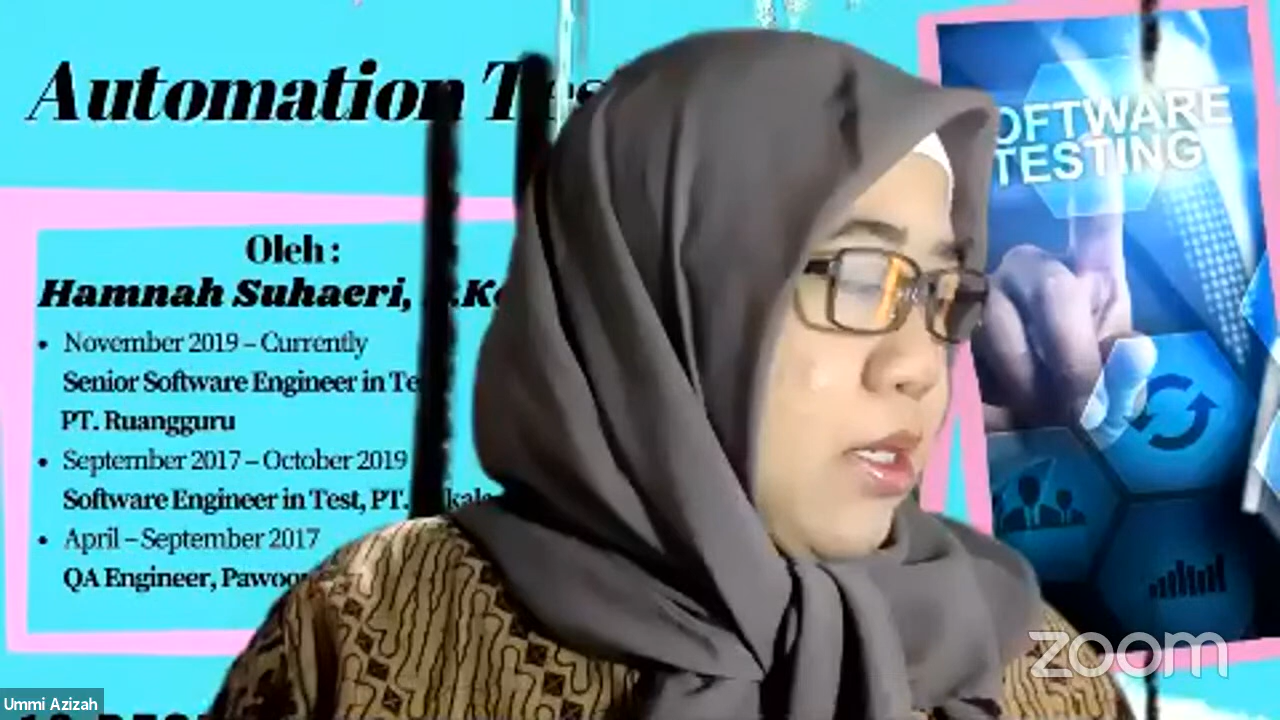 Automation
SOFTWARE
TESTING
Oleh :
Hamnah Suhaeri,
• November 2019 – Currently
Senior Software Engineer in
PT. Ruangguru
• September 2017 – October 2019
Software Engineer in Test, PT.
• April – September 2017
QA Engineer,
zoom
Ummi Azizah